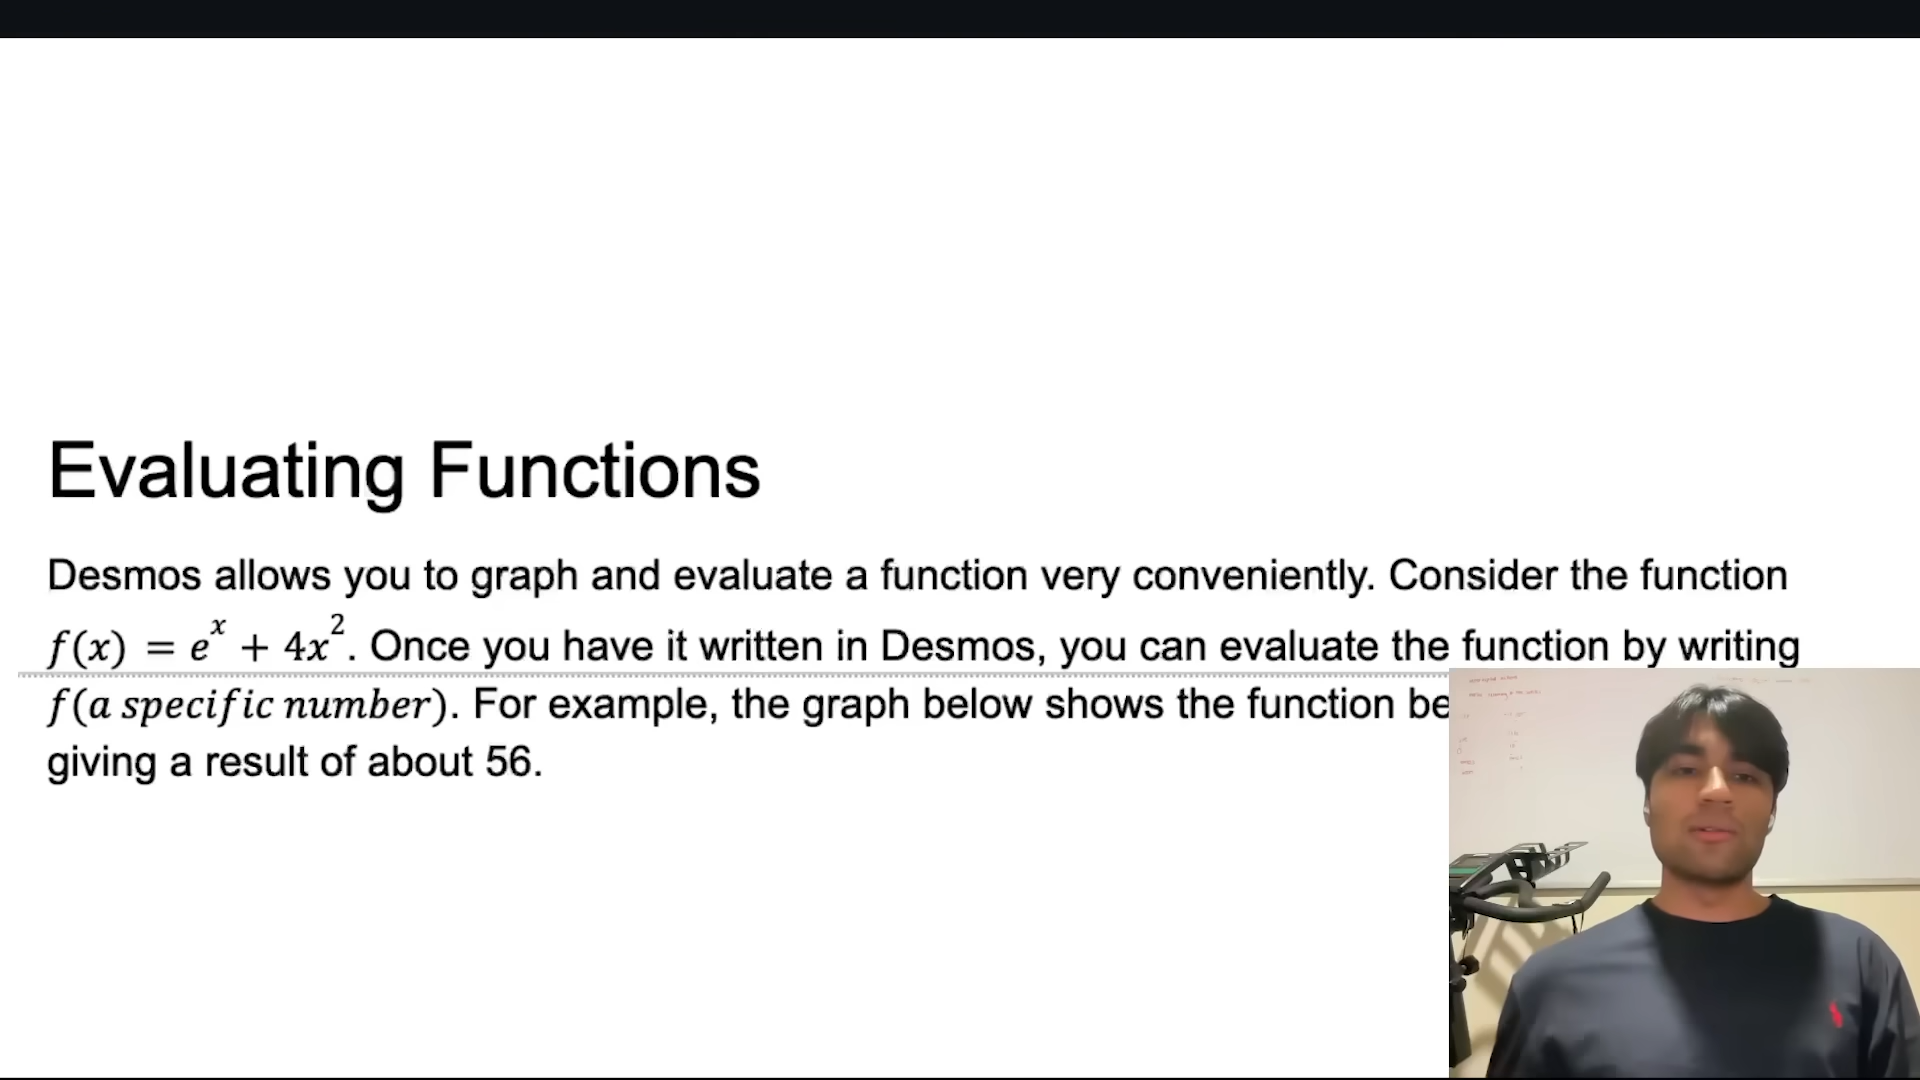 Evaluating Functions
Desmos allows you to graph and evaluate a function very conveniently. Consider the function
f(x) = eˣ + 4x². Once you have it written in Desmos, you can evaluate the function by writing
f(a specific number). For example, the graph below shows the function be
giving a result of about 56.